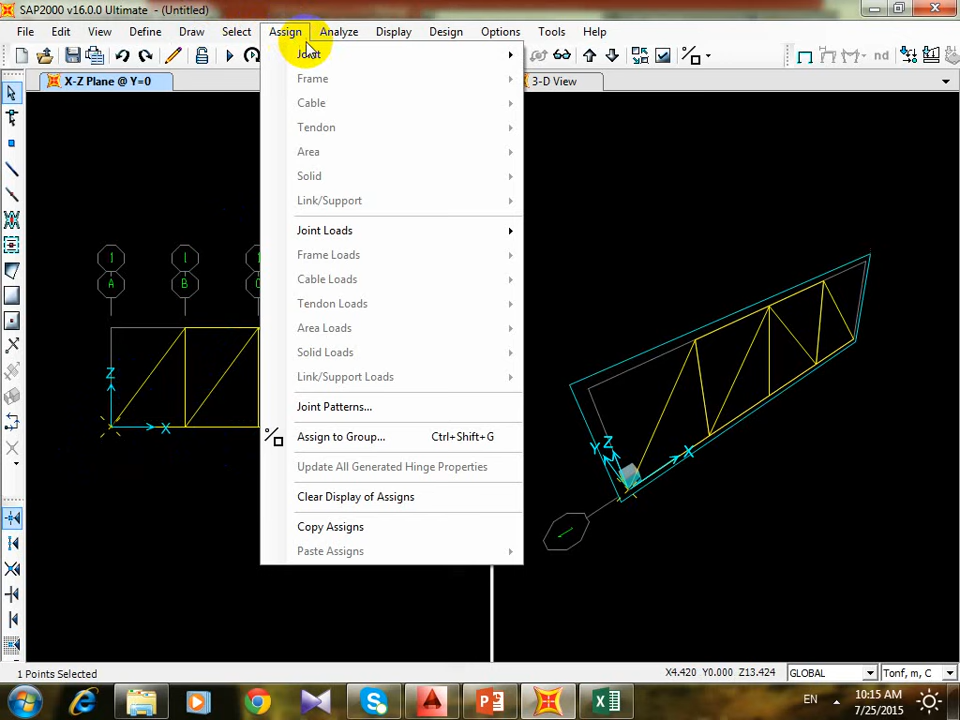 SAP2000 v16.0.0 Ultimate - (Untitled)
File Edit View Define Draw Select Assign Analyze Display Design Options Tools Help
X-Z Plane @ Y=0
3-D View
nd
Joint
Frame
Cable
Tendon
Area
Solid
Link/Support
Joint Loads
Frame Loads
Cable Loads
Tendon Loads
Area Loads
Solid Loads
Link/Support Loads
Joint Patterns...
Assign to Group... Ctrl+Shift+G
Update All Generated Hinge Properties
Clear Display of Assigns
Copy Assigns
Paste Assigns
A B
Z
X
Z
Y X
1 Points Selected X4.420 Y0.000 Z13.424 GLOBAL Tonf, m, C
EN 10:15 AM
7/25/2015